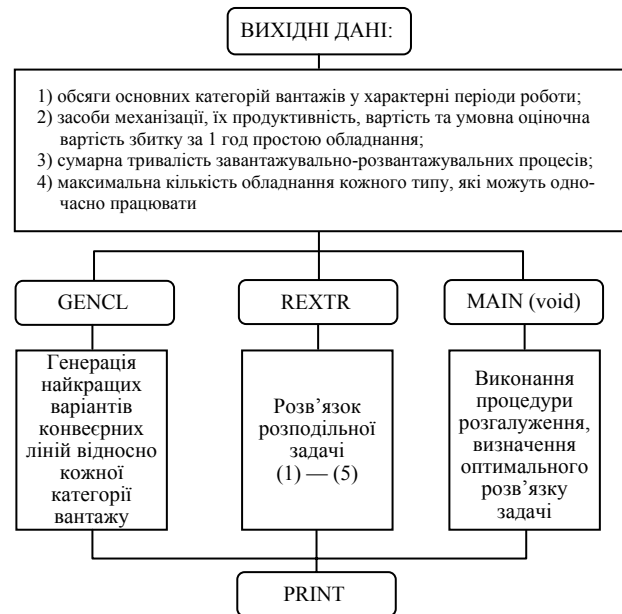 ВИХІДНІ ДАНІ:
1) обсяги основних категорій вантажів у характерні періоди роботи;
2) засоби механізації, їх продуктивність, вартість та умовна оціночна
вартість збитку за 1 год простою обладнання;
3) сумарна тривалість завантажувально-розвантажувальних процесів;
4) максимальна кількість обладнання кожного типу, які можуть одно-
часно працювати
GENCL
REXTR
MAIN (void)
Генерація
найкращих
варіантів
конвеєрних
ліній відносно
кожної
категорії
вантажу
Розв’язок
розподільної
задачі
(1) — (5)
Виконання
процедури
розгалуження,
визначення
оптимального
розв’язку
задачі
PRINT